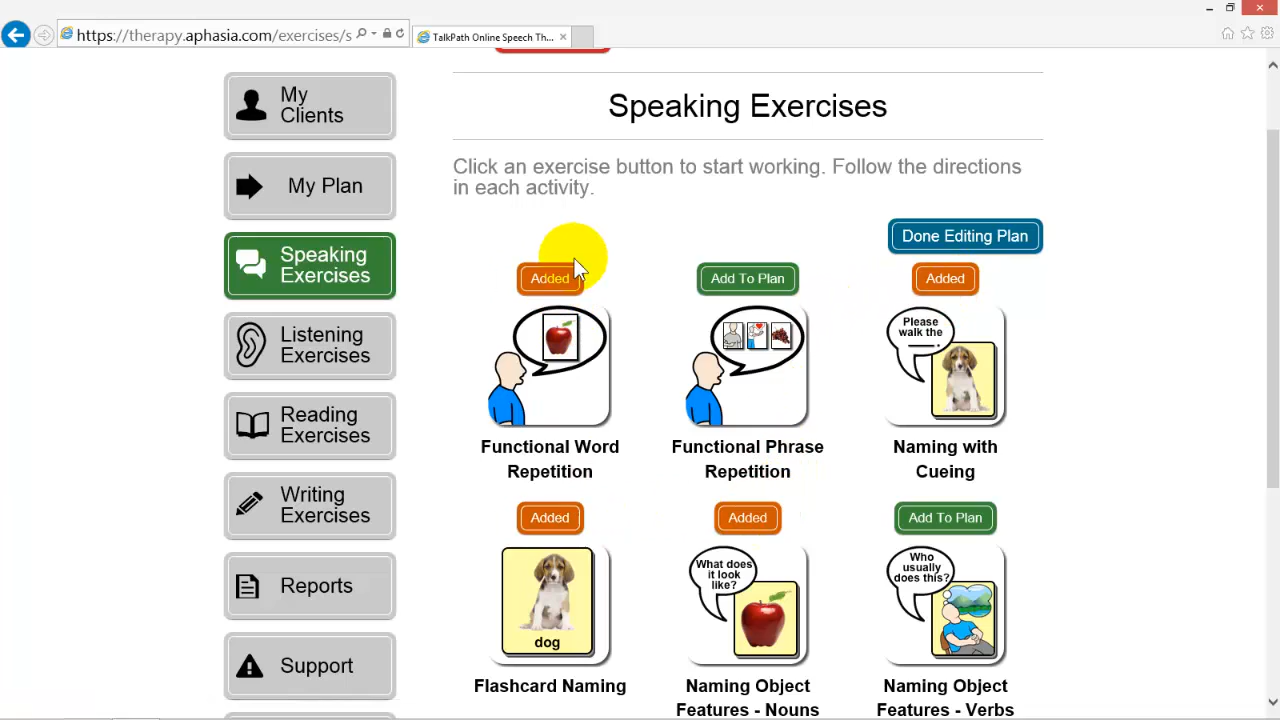 https://therapy.aphasia.com/exercises/s
TalkPath Online Speech Th...
My
Clients
My Plan
Speaking
Exercises
Listening
Exercises
Reading
Exercises
Writing
Exercises
Reports
Support
Speaking Exercises
Click an exercise button to start working. Follow the directions
in each activity.
Done Editing Plan
Added
Add To Plan
Added
Please
walk the
____.
Functional Word
Repetition
Functional Phrase
Repetition
Naming with
Cueing
Added
Added
Add To Plan
dog
What does
it look
like?
Who
usually
does this?
Flashcard Naming
Naming Object
Features - Nouns
Naming Object
Features - Verbs